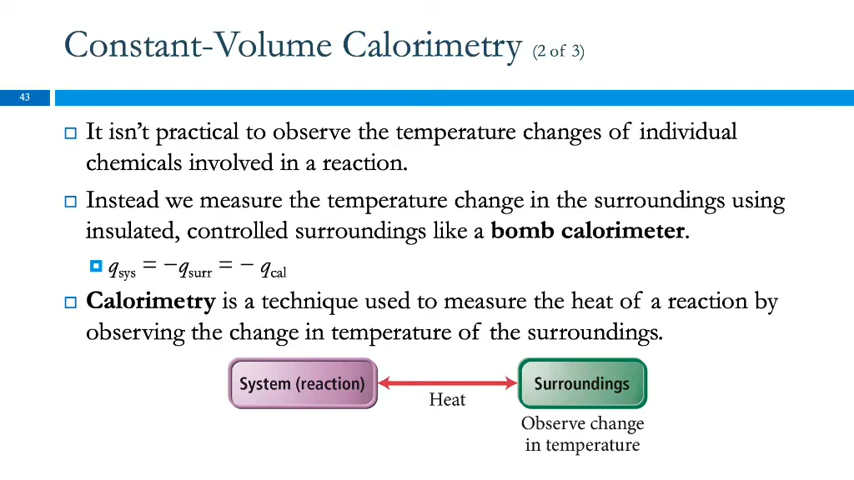 Constant-Volume Calorimetry (2 of 3)
43
It isn't practical to observe the temperature changes of individual
chemicals involved in a reaction.
Instead we measure the temperature change in the surroundings using
insulated, controlled surroundings like a bomb calorimeter.
qsys = −qsurr = − qcal
Calorimetry is a technique used to measure the heat of a reaction by
observing the change in temperature of the surroundings.
System (reaction)
Heat
Surroundings
Observe change
in temperature